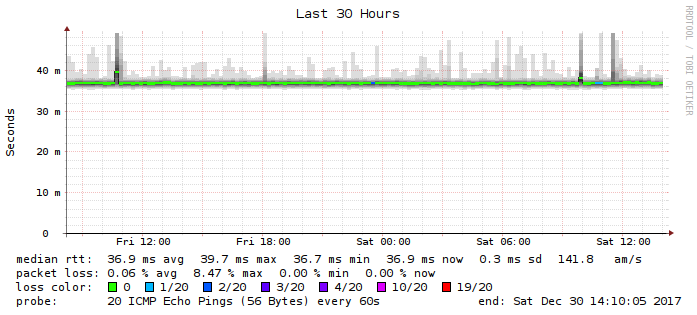 Last 30 Hours
RRDTOOL / TOBI OETIKER
Seconds
40 m
30 m
20 m
10 m
0
Fri 12:00 Fri 18:00 Sat 00:00 Sat 06:00 Sat 12:00
median rtt: 36.9 ms avg 39.7 ms max 36.7 ms min 36.9 ms now 0.3 ms sd 141.8 am/s
packet loss: 0.06 % avg 8.47 % max 0.00 % min 0.00 % now
loss color: 0 1/20 2/20 3/20 4/20 10/20 19/20
probe: 20 ICMP Echo Pings (56 Bytes) every 60s end: Sat Dec 30 14:10:05 2017